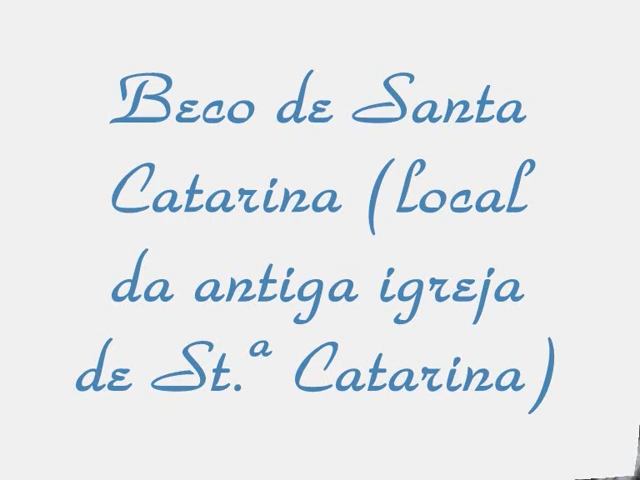 Beco de Santa
Catarina (local
da antiga igreja
de St.ª Catarina)